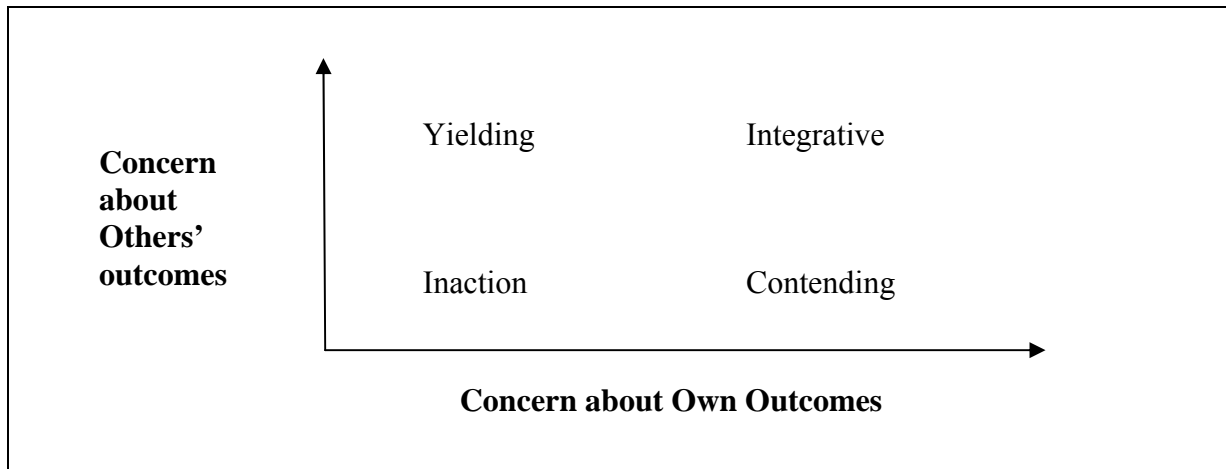 Yielding
Integrative
Concern
about
Others’
outcomes
Inaction
Contending
Concern about Own Outcomes